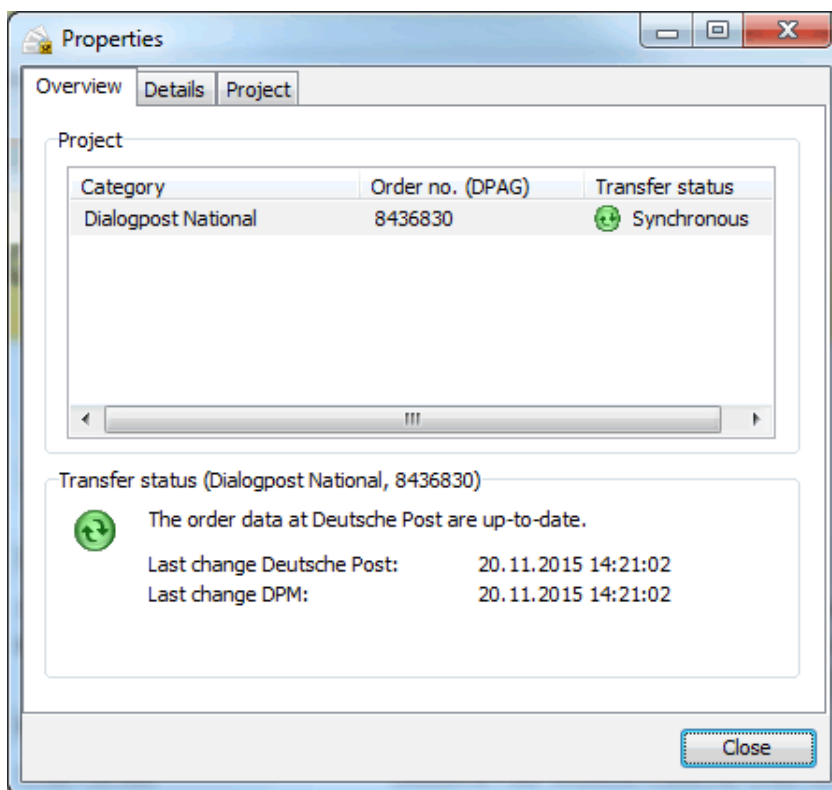 Properties
Overview Details Project
Project
Category Order no. (DPAG) Transfer status
Dialogpost National 8436830 Synchronous
Transfer status (Dialogpost National, 8436830)
The order data at Deutsche Post are up-to-date.
Last change Deutsche Post: 20.11.2015 14:21:02
Last change DPM: 20.11.2015 14:21:02
Close